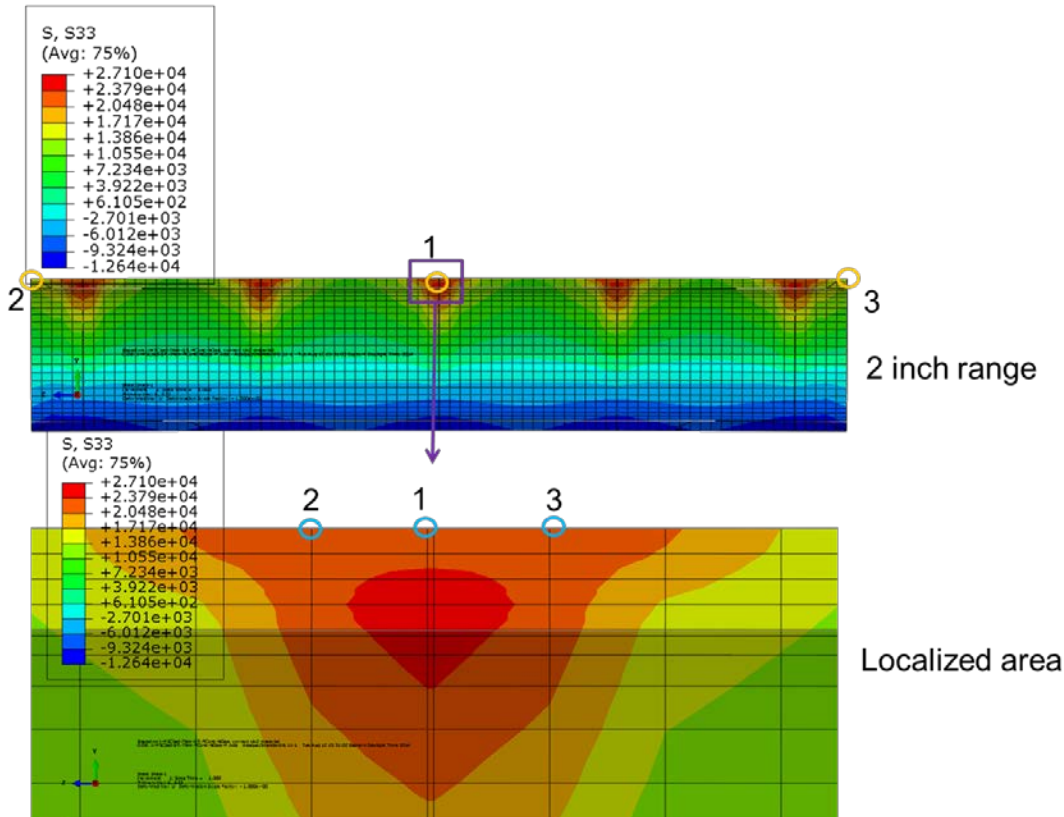 S, S33
(Avg: 75%)
+2.710e+04
+2.379e+04
+2.048e+04
+1.717e+04
+1.386e+04
+1.055e+04
+7.234e+03
+3.922e+03
+6.105e+02
-2.701e+03
-6.012e+03
-9.324e+03
-1.264e+04
1
2
3
Y
Z
2 inch range
S, S33
(Avg: 75%)
+2.710e+04
+2.379e+04
+2.048e+04
+1.717e+04
+1.386e+04
+1.055e+04
+7.234e+03
+3.922e+03
+6.105e+02
-2.701e+03
-6.012e+03
-9.324e+03
-1.264e+04
2
1
3
Localized area
Y
Z